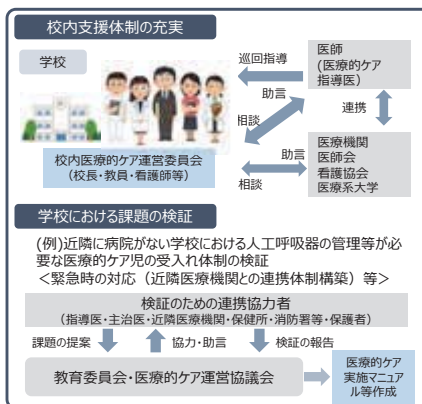 校内支援体制の充実
学校
巡回指導
医師
(医療的ケア
指導医)
助言
相談
連携
校内医療的ケア運営委員会
(校長・教員・看護師等)
助言
相談
医療機関
医師会
看護協会
医療系大学
学校における課題の検証
(例)近隣に病院がない学校における人工呼吸器の管理等が必
要な医療的ケア児の受入れ体制の検証
<緊急時の対応（近隣医療機関との連携体制構築）等>
検証のための連携協力者
(指導医・主治医・近隣医療機関・保健所・消防署等・保護者)
課題の提案
協力・助言
検証の報告
教育委員会・医療的ケア運営協議会
医療的ケア
実施マニュア
ル等作成